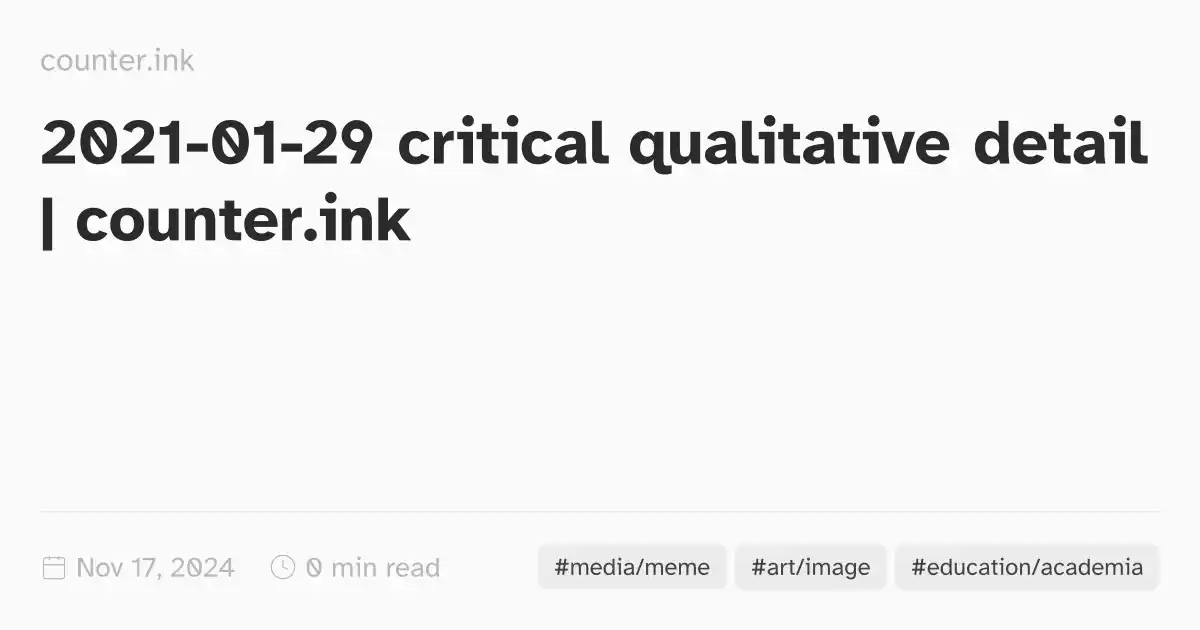 counter.ink
2021-01-29 critical qualitative detail
| counter.ink
Nov 17, 2024 0 min read #media/meme #art/image #education/academia